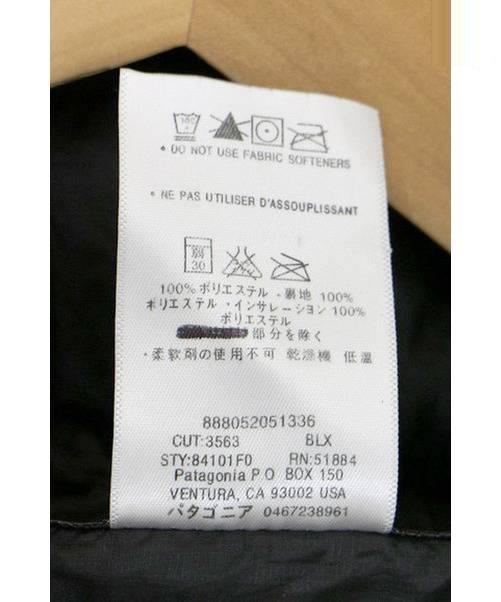 • DO NOT USE FABRIC SOFTENERS
• NE PAS UTILISER D'ASSOUPLISSANT
弱
30
100% ポリエステル・裏地 100%
ポリエステル・インサレーション 100%
ポリエステル
部分を除く
・柔軟剤の使用不可 乾燥機 低温
888052051336
CUT:3563 BLX
STY:84101F0 RN:51884
Patagonia P.O BOX 150
VENTURA, CA 93002 USA
パタゴニア 0467238961